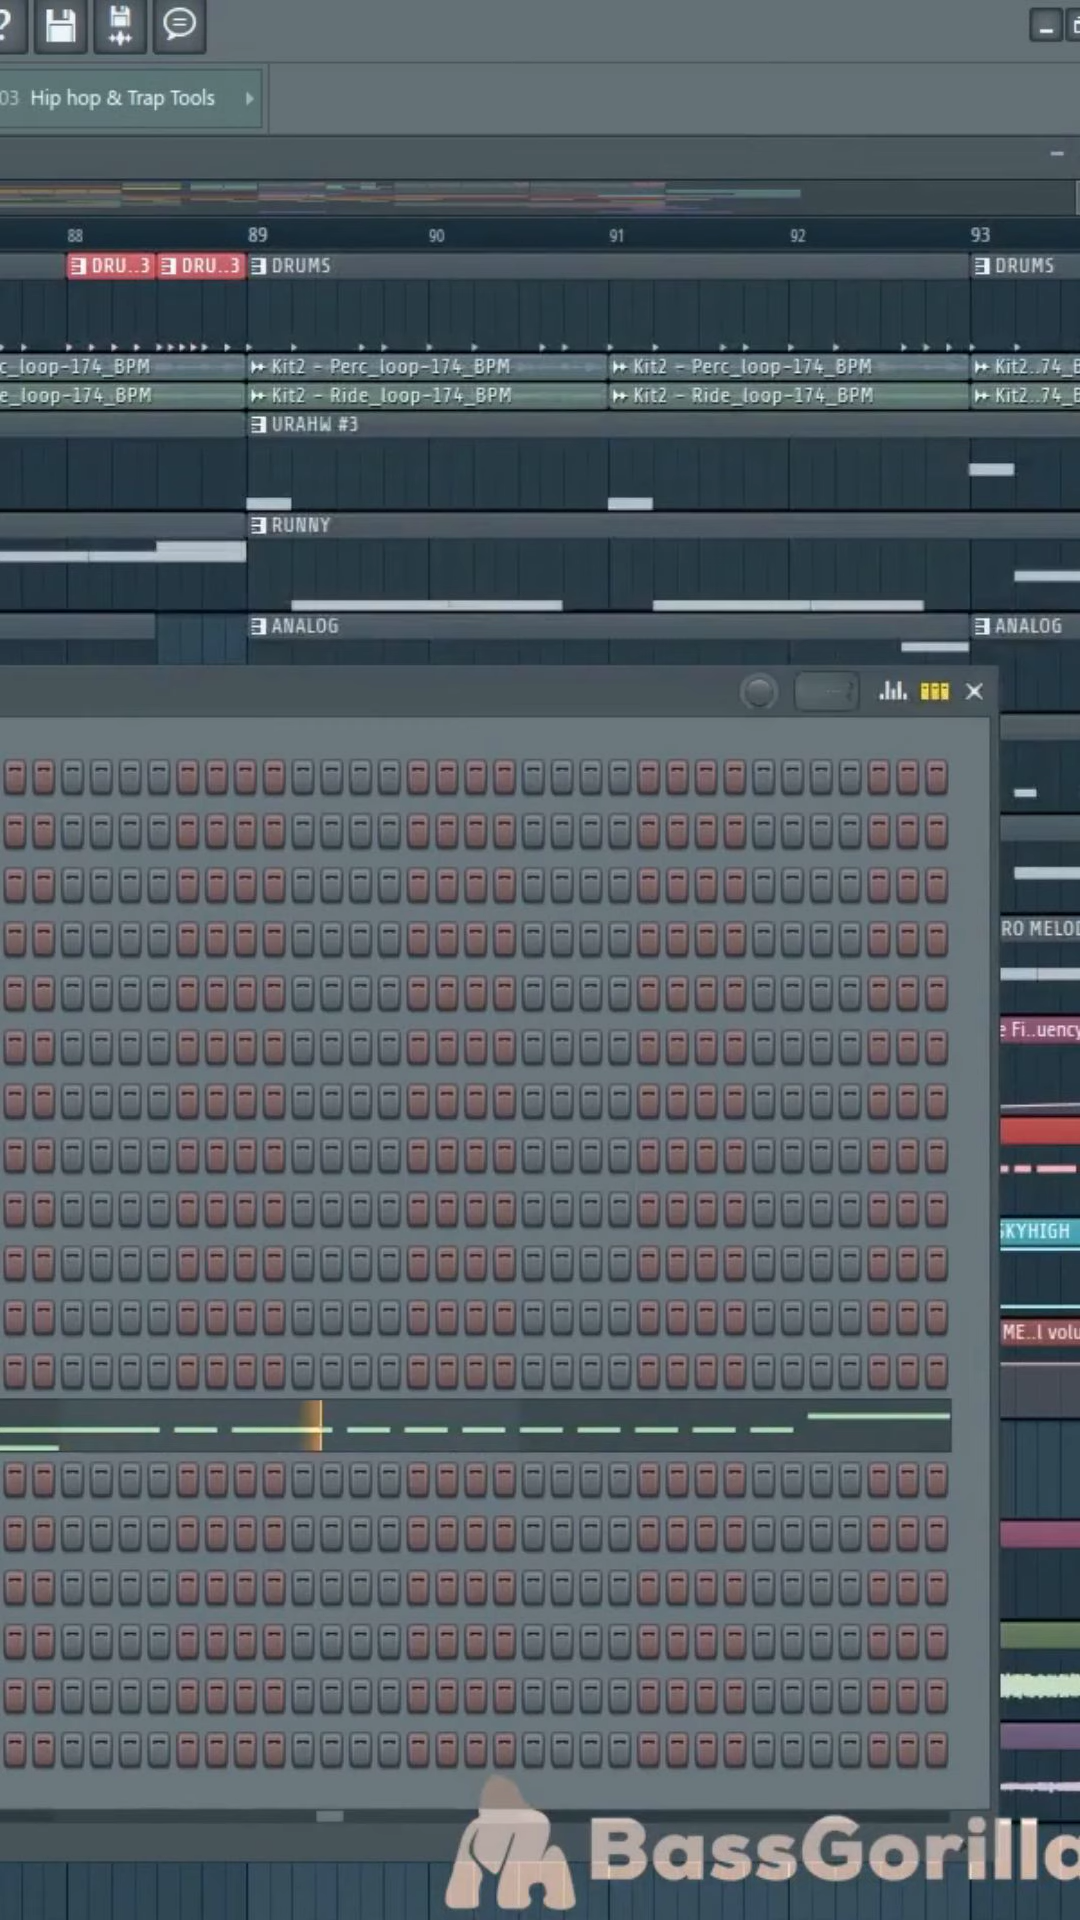 ?
03 Hip hop & Trap Tools
88 89 90 91 92 93
DRU..3 DRU..3 DRUMS DRUMS
c_loop-174_BPM Kit2 - Perc_loop-174_BPM Kit2 - Perc_loop-174_BPM Kit2..74_B
e_loop-174_BPM Kit2 - Ride_loop-174_BPM Kit2 - Ride_loop-174_BPM Kit2..74_B
URAHW #3
RUNNY
ANALOG ANALOG
RO MELOD
e Fi..uency
SKYHIGH
ME..l volu
BassGorilla